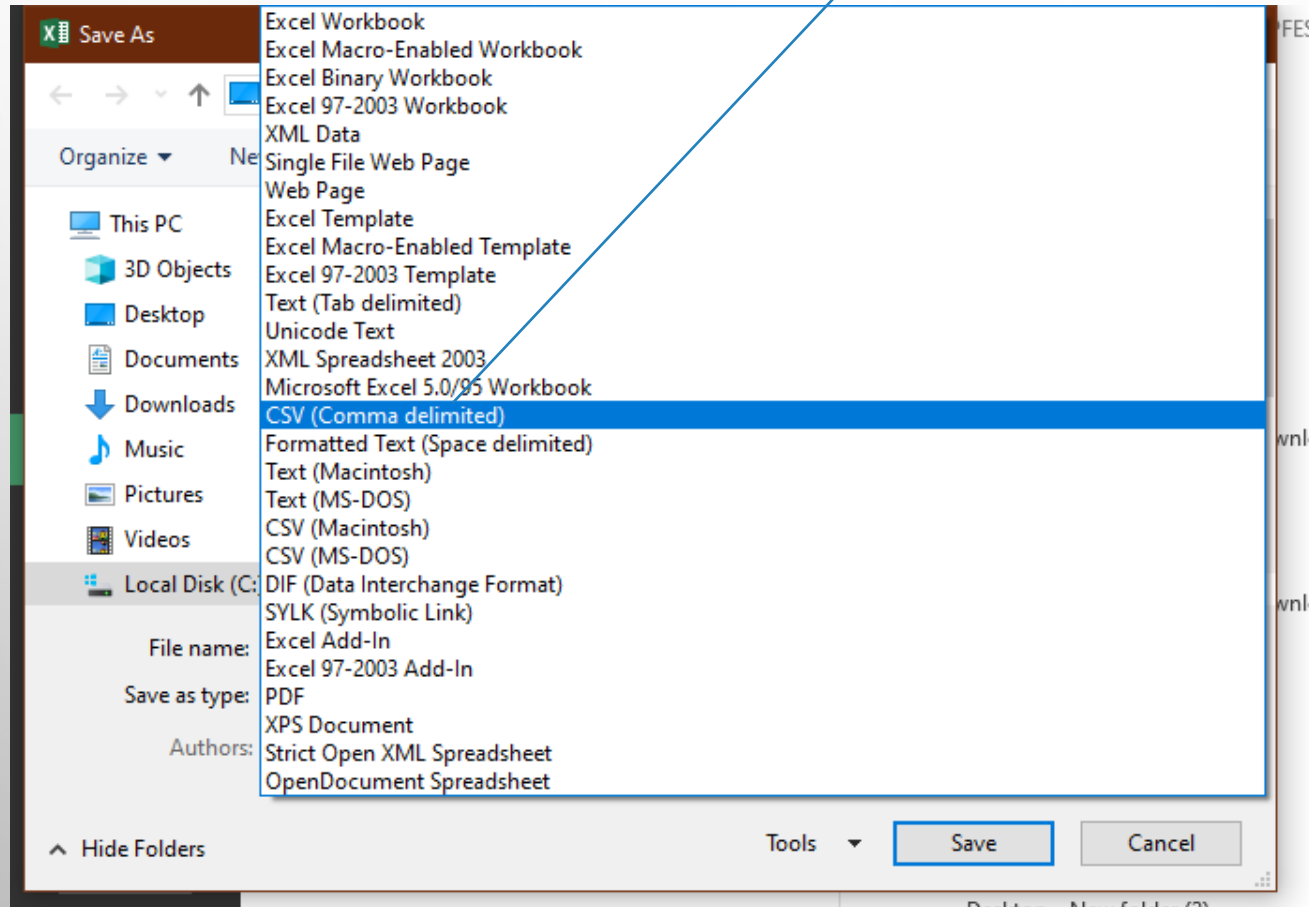 Save As
Organize
This PC
3D Objects
Desktop
Documents
Downloads
Music
Pictures
Videos
Local Disk (C:
Excel Workbook
Excel Macro-Enabled Workbook
Excel Binary Workbook
Excel 97-2003 Workbook
XML Data
Single File Web Page
Web Page
Excel Template
Excel Macro-Enabled Template
Excel 97-2003 Template
Text (Tab delimited)
Unicode Text
XML Spreadsheet 2003
Microsoft Excel 5.0/95 Workbook
CSV (Comma delimited)
Formatted Text (Space delimited)
Text (Macintosh)
Text (MS-DOS)
CSV (Macintosh)
CSV (MS-DOS)
DIF (Data Interchange Format)
SYLK (Symbolic Link)
Excel Add-In
Excel 97-2003 Add-In
PDF
XPS Document
Strict Open XML Spreadsheet
OpenDocument Spreadsheet
File name:
Save as type:
Authors:
Hide Folders
Tools
Save
Cancel